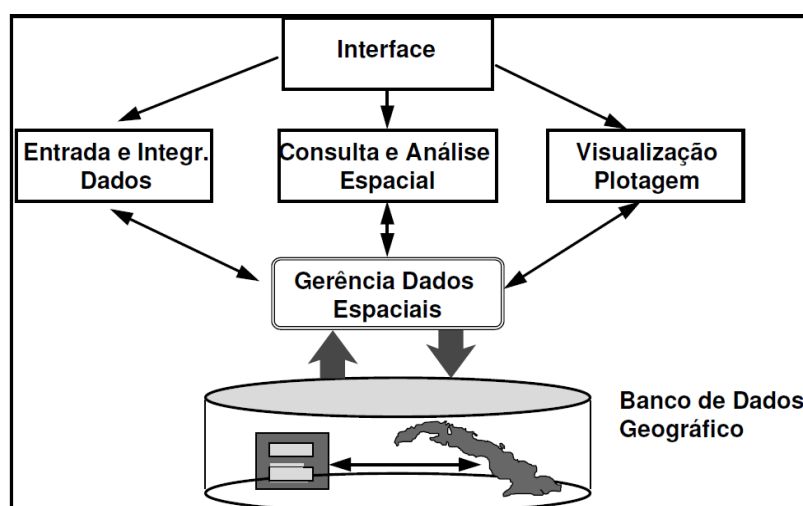 Interface
Entrada e Integr.
Dados
Consulta e Análise
Espacial
Visualização
Plotagem
Gerência Dados
Espaciais
Banco de Dados
Geográfico